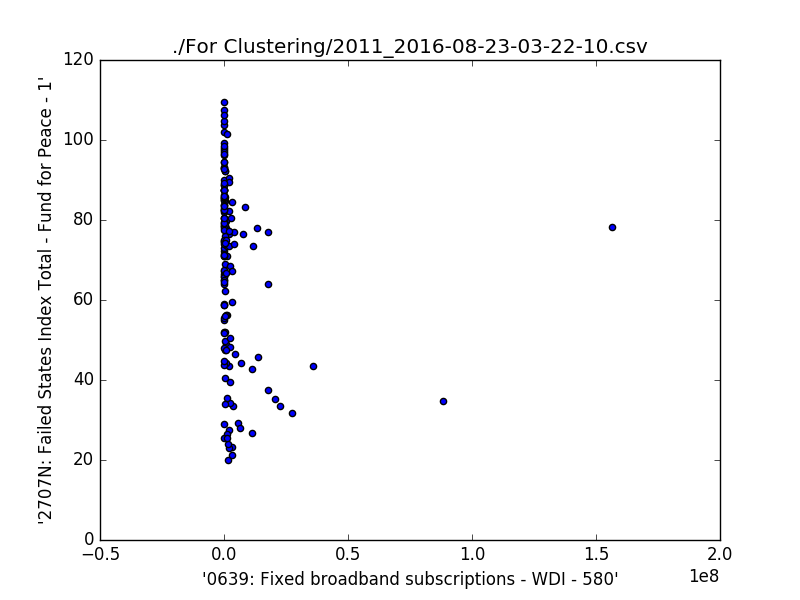 ./For Clustering/2011_2016-08-23-03-22-10.csv
120
100
80
60
40
20
0
'2707N: Failed States Index Total - Fund for Peace - 1'
−0.5 0.0 0.5 1.0 1.5 2.0
1e8
'0639: Fixed broadband subscriptions - WDI - 580'